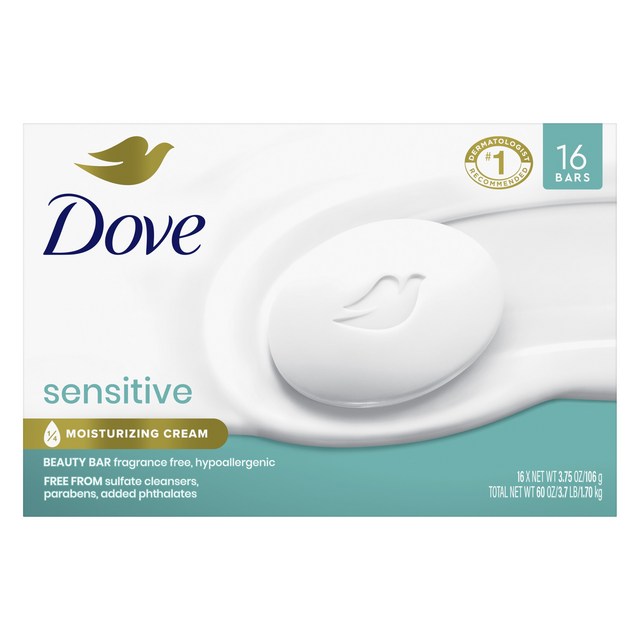 Dove
DERMATOLOGIST
#1
RECOMMENDED
16
BARS
sensitive
1/4 MOISTURIZING CREAM
BEAUTY BAR fragrance free, hypoallergenic
FREE FROM sulfate cleansers,
parabens, added phthalates
16 X NET WT 3.75 OZ/106 g
TOTAL NET WT 60 OZ/3.7 LB/1.70 kg